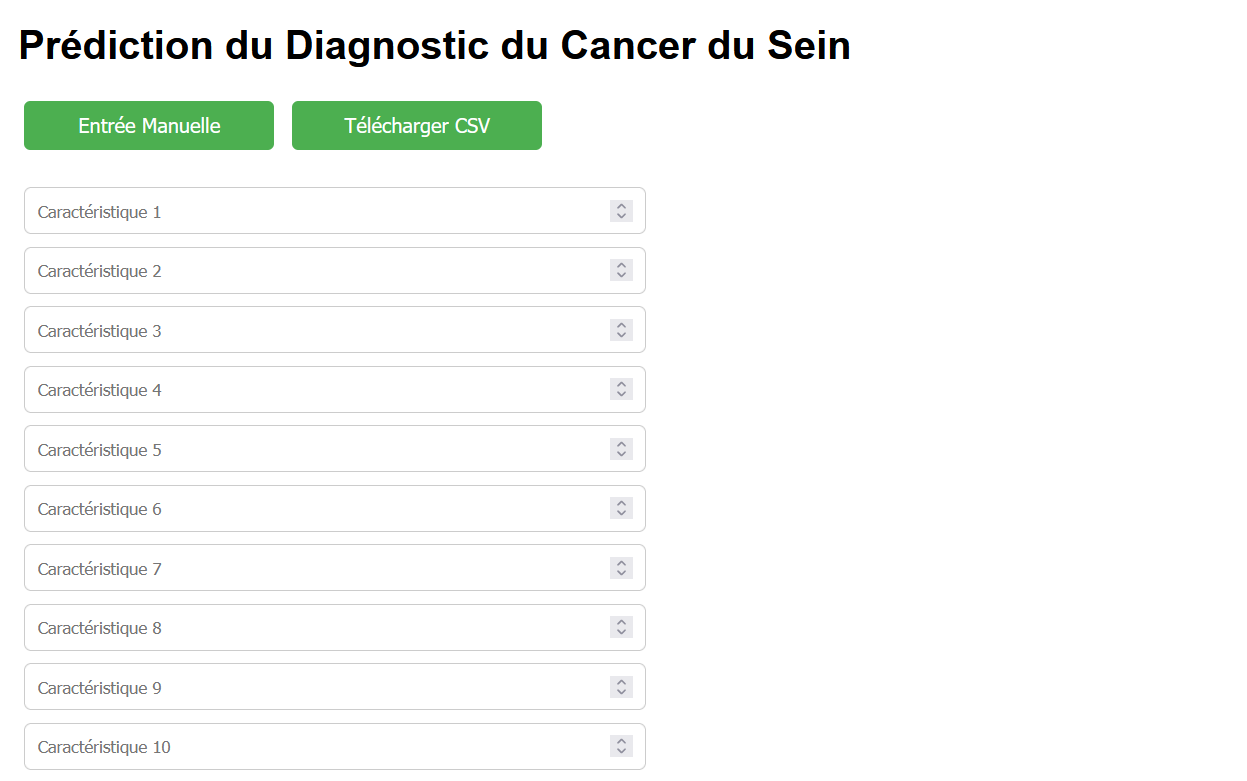 Prédiction du Diagnostic du Cancer du Sein
Entrée Manuelle
Télécharger CSV
Caractéristique 1
Caractéristique 2
Caractéristique 3
Caractéristique 4
Caractéristique 5
Caractéristique 6
Caractéristique 7
Caractéristique 8
Caractéristique 9
Caractéristique 10